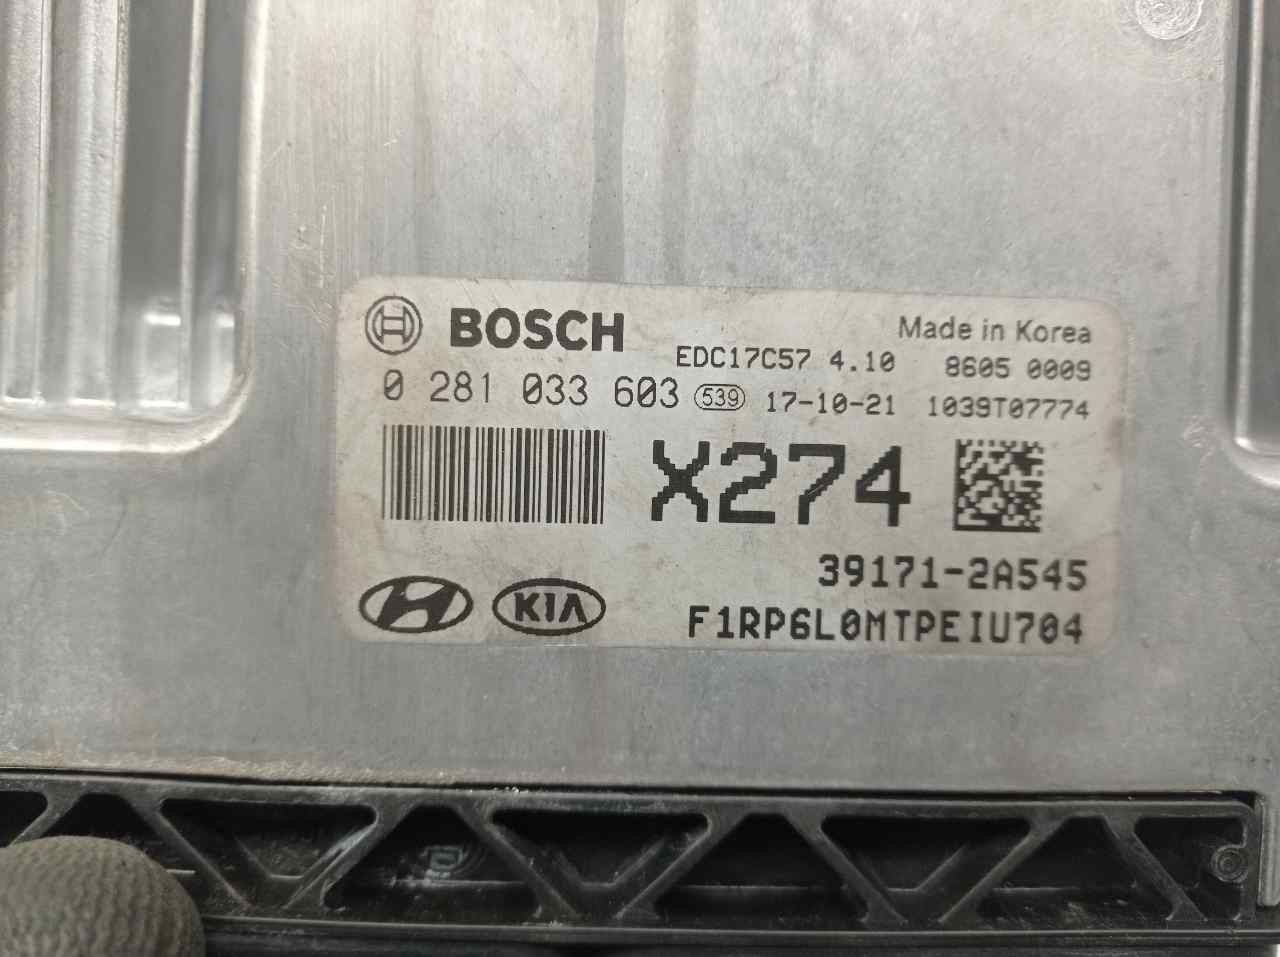 BOSCH
Made in Korea
EDC17C57 4.10 8605 0009
0 281 033 603 539 17-10-21 1039T07774
X274
39171-2A545
KIA
F1RP6L0MTPEIU704